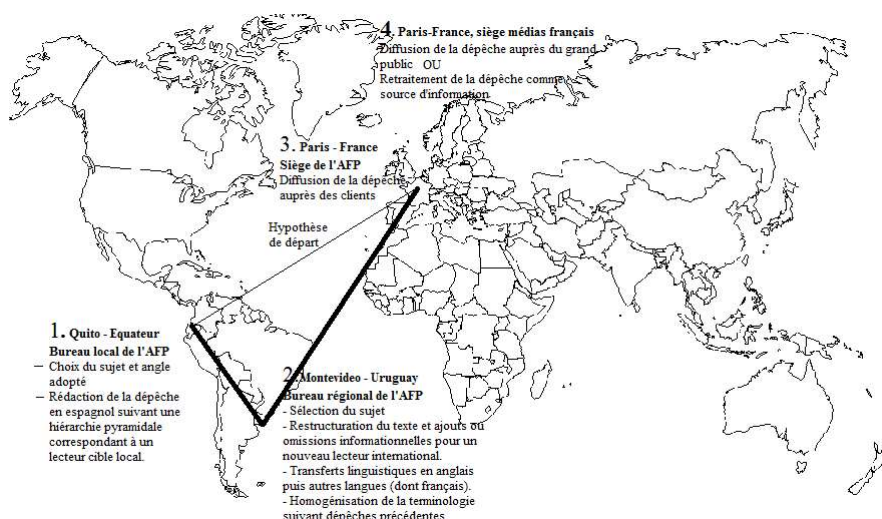 1. Quito - Equateur
Bureau local de l'AFP
— Choix du sujet et angle
adopté
— Rédaction de la dépêche
en espagnol suivant une
hiérarchie pyramidale
correspondant à un
lecteur cible local.
2. Montevideo - Uruguay
Bureau régional de l'AFP
- Sélection du sujet
- Restructuration du texte et ajouts ou
omissions informationnelles pour un
nouveau lecteur international.
- Transferts linguistiques en anglais
puis autres langues (dont français).
- Homogénisation de la terminologie
suivant dépêches précédentes
3. Paris - France
Siège de l'AFP
Diffusion de la dépêche
auprès des clients
Hypothèse
de départ
4. Paris-France, siège médias français
Diffusion de la dépêche auprès du grand
public OU
Retraitement de la dépêche comme
source d'information